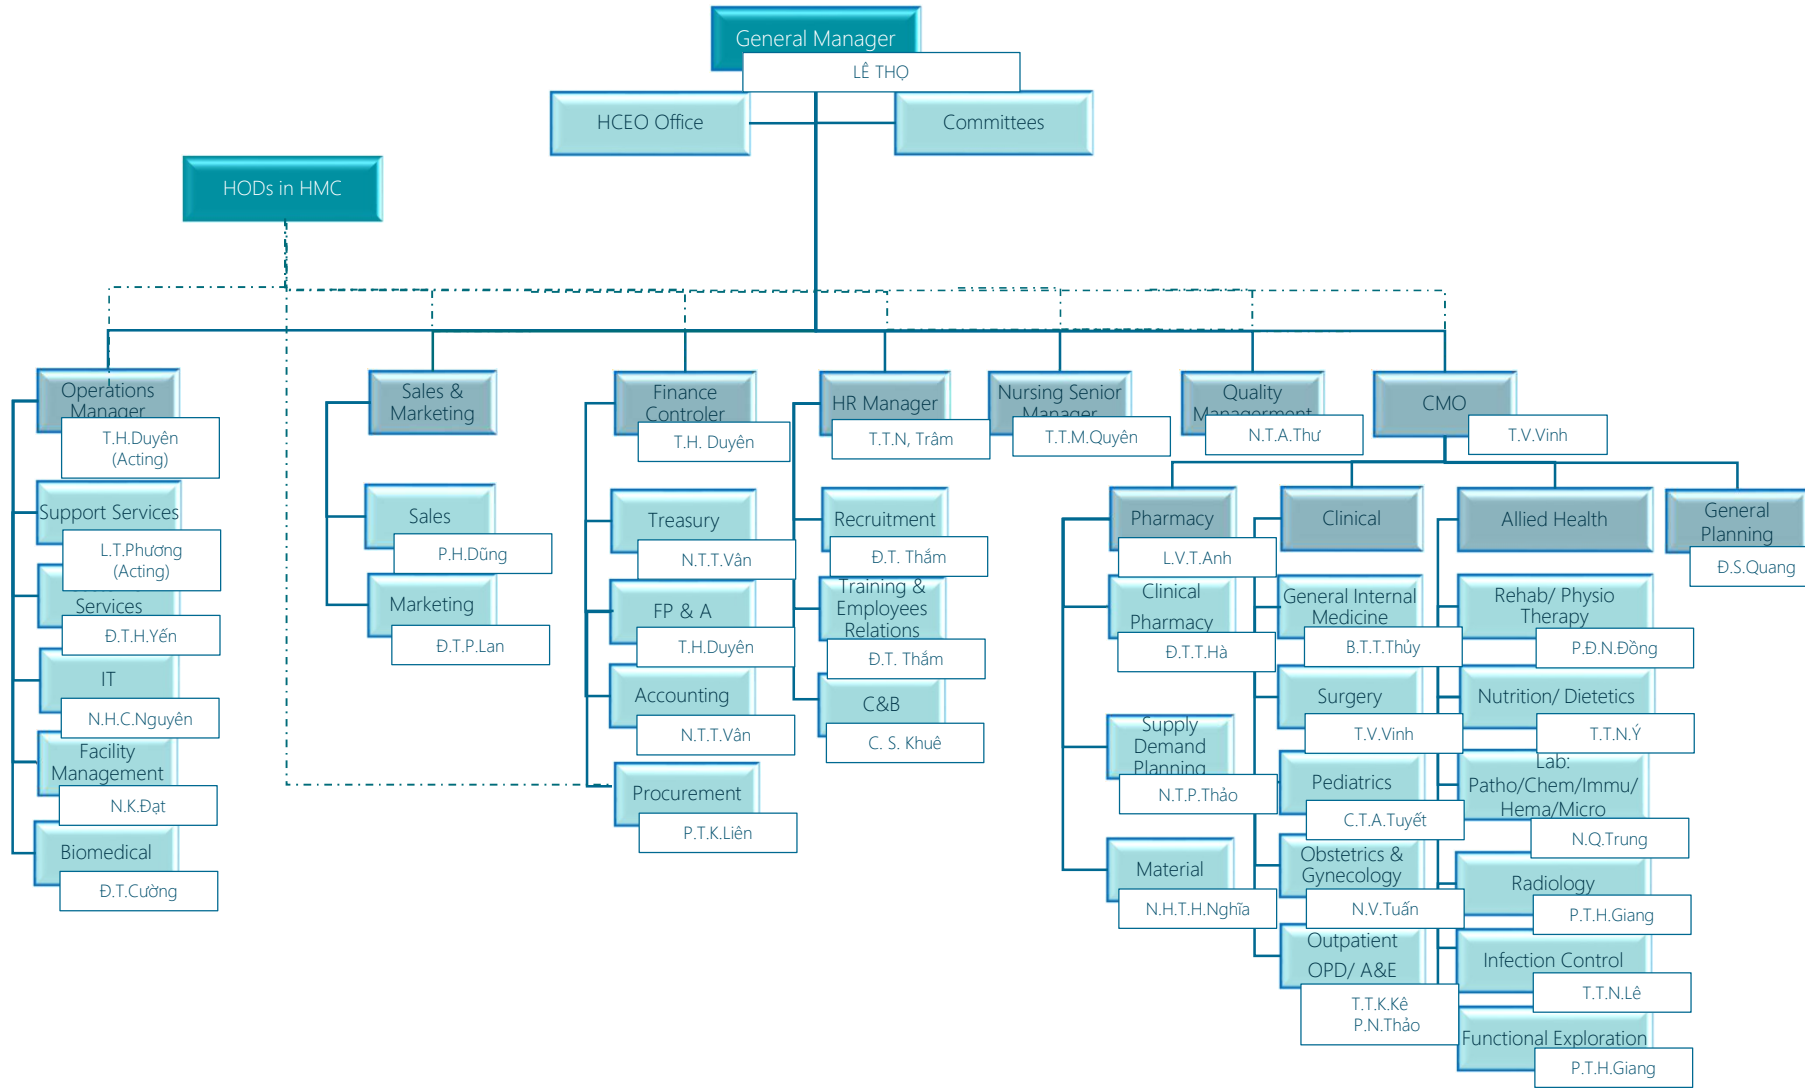 General Manager
LÊ THỌ
HCEO Office
Committees
HODs in HMC
Operations
Manager
T.H.Duyên
(Acting)
Support Services
L.T.Phương
(Acting)
Services
Đ.T.H.Yến
IT
N.H.C.Nguyên
Facility
Management
N.K.Đạt
Biomedical
Đ.T.Cường
Sales &
Marketing
Sales
P.H.Dũng
Marketing
Đ.T.P.Lan
Finance
Controler
T.H. Duyên
Treasury
N.T.T.Vân
FP & A
T.H.Duyên
Accounting
N.T.T.Vân
Procurement
P.T.K.Liên
HR Manager
T.T.N, Trâm
Recruitment
Đ.T. Thắm
Training &
Employees
Relations
Đ.T. Thắm
C&B
C. S. Khuê
Nursing Senior
Manager
T.T.M.Quyên
Quality
Managerment
N.T.A.Thư
CMO
T.V.Vinh
Pharmacy
L.V.T.Anh
Clinical
Pharmacy
Đ.T.T.Hà
Supply
Demand
Planning
N.T.P.Thảo
Material
N.H.T.H.Nghĩa
Clinical
General Internal
Medicine
B.T.T.Thủy
Surgery
T.V.Vinh
Pediatrics
C.T.A.Tuyết
Obstetrics &
Gynecology
N.V.Tuấn
Outpatient
OPD/ A&E
T.T.K.Kê
P.N.Thảo
Allied Health
Rehab/ Physio
Therapy
P.Đ.N.Đồng
Nutrition/ Dietetics
T.T.N.Ý
Lab:
Patho/Chem/Immu/
Hema/Micro
N.Q.Trung
Radiology
P.T.H.Giang
Infection Control
T.T.N.Lê
Functional Exploration
P.T.H.Giang
General
Planning
Đ.S.Quang